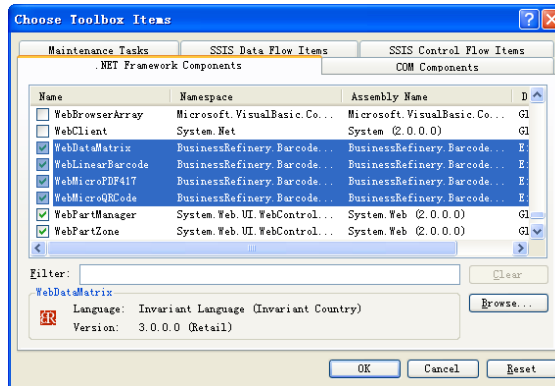 Choose Toolbox Items
Maintenance Tasks SSIS Data Flow Items SSIS Control Flow Items
.NET Framework Components COM Components
Name Namespace Assembly Name D
WebBrowserArray Microsoft.VisualBasic.Co... Microsoft.VisualBasic.Co... Gl
WebClient System.Net System (2.0.0.0) Gl
WebDataMatrix BusinessRefinery.Barcode... BusinessRefinery.Barcode... E:
WebLinearBarcode BusinessRefinery.Barcode... BusinessRefinery.Barcode... E:
WebMicroPDF417 BusinessRefinery.Barcode... BusinessRefinery.Barcode... E:
WebMicroQRCode BusinessRefinery.Barcode... BusinessRefinery.Barcode... E:
WebPartManager System.Web.UI.WebControl... System.Web (2.0.0.0) Gl
WebPartZone System.Web.UI.WebControl... System.Web (2.0.0.0) Gl
Filter: Clear
WebDataMatrix
Language: Invariant Language (Invariant Country) Browse...
Version: 3.0.0.0 (Retail)
OK Cancel Reset